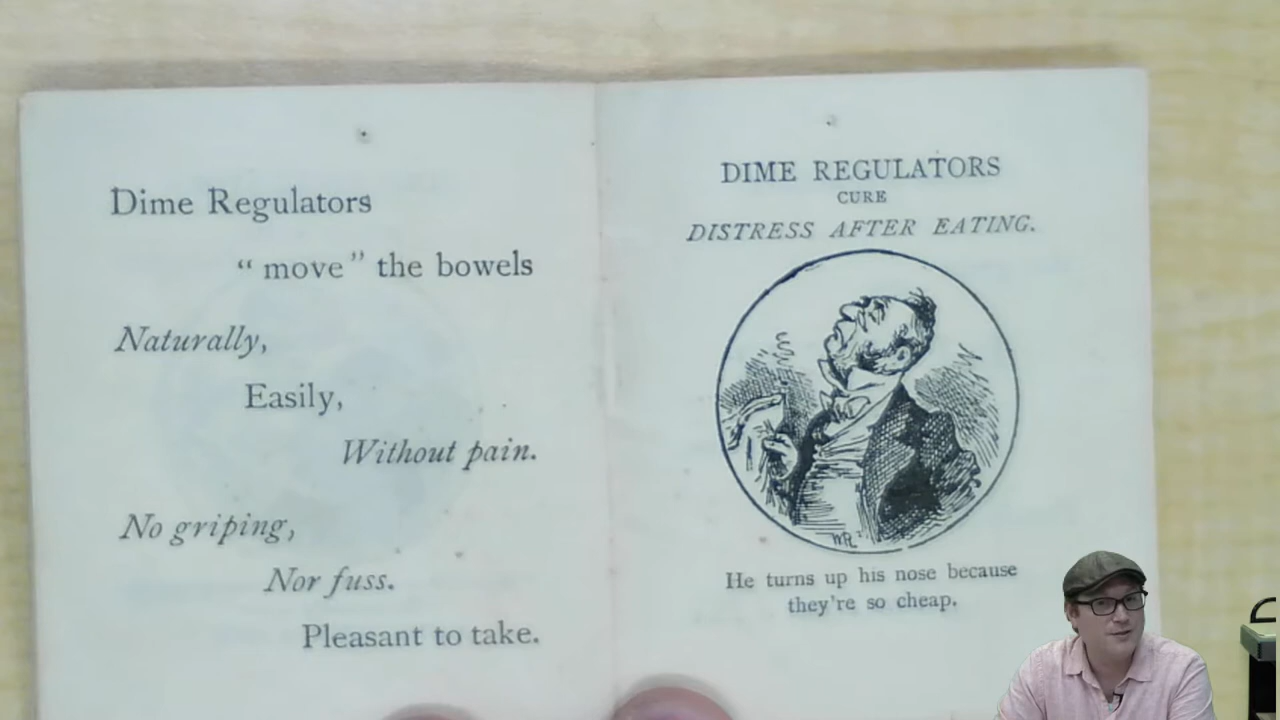 Dime Regulators
“ move ” the bowels
Naturally,
Easily,
Without pain.
No griping,
Nor fuss.
Pleasant to take.
DIME REGULATORS
CURE
DISTRESS AFTER EATING.
He turns up his nose because
they're so cheap.